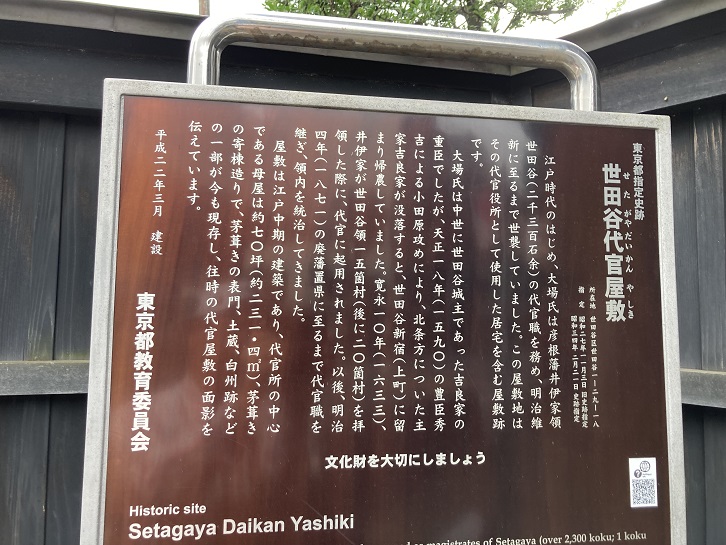 東京都指定史跡
世田谷代官屋敷
せたがやだいかんやしき
所在地 世田谷区世田谷一―二九―一八
指定 昭和二七年一一月三日旧史跡指定
昭和三四年二月二一日史跡指定
江戸時代のはじめ、大場氏は彦根藩井伊家領
世田谷(二千三百石余)の代官職を務め、明治維
新に至るまで世襲していました。この屋敷地は
その代官役所として使用した居宅を含む屋敷跡
です。
大場氏は中世に世田谷城主であった吉良家の
重臣でしたが、天正一八年(一五九〇)の豊臣秀
吉による小田原攻めにより、北条方についた主
家吉良家が没落すると、世田谷新宿(上町)に留
まり帰農していました。寛永一〇年(一六三三)、
井伊家が世田谷領一五箇村(後に二〇箇村)を拝
領した際に、代官に起用されました。以後、明治
四年(一八七一)の廃藩置県に至るまで代官職を
継ぎ、領内を統治してきました。
屋敷は江戸中期の建築であり、代官所の中心
である母屋は約七〇坪(約二三一・四㎡)、茅葺き
の寄棟造りで、茅葺きの表門、土蔵、白州跡など
の一部が今も現存し、往時の代官屋敷の面影を
伝えています。
平成二二年三月 建設
東京都教育委員会
文化財を大切にしましょう
Historic site
Setagaya Daikan Yashiki
magistrates of Setagaya (over 2,300 koku; 1 koku